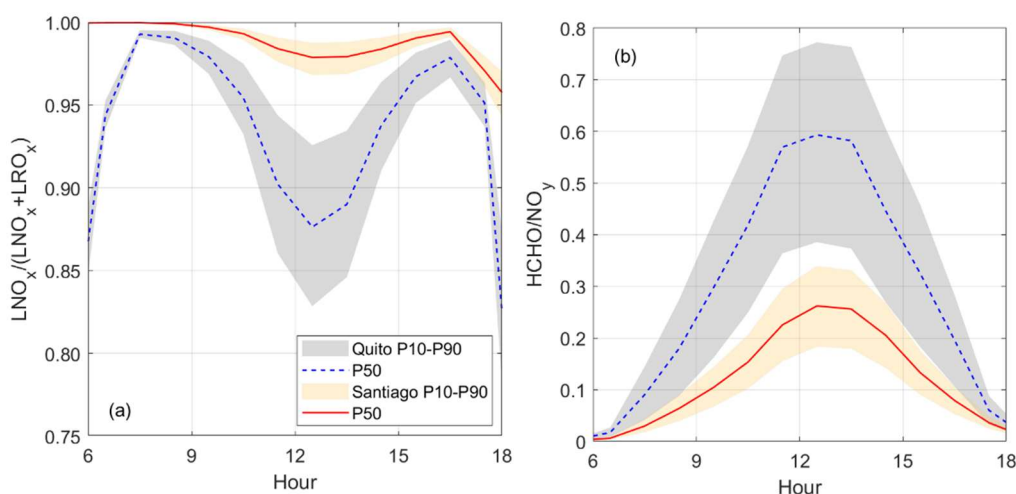 LNOx/(LNOx+LROx)
1.00
0.95
0.90
0.85
0.80
0.75
Quito P10-P90
P50
Santiago P10-P90
P50
(a)
6 9 12 15 18
Hour
HCHO/NOy
0.8
0.7
0.6
0.5
0.4
0.3
0.2
0.1
0
(b)
6 9 12 15 18
Hour